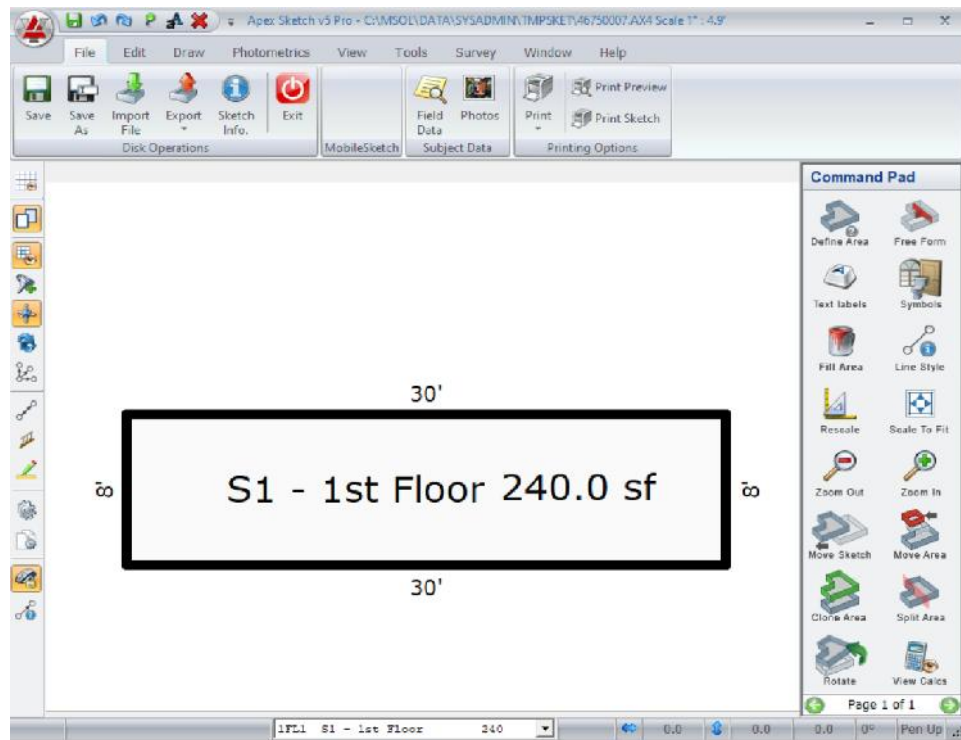 Apex Sketch v5 Pro - C:\MSOL\DATA\SYSADMIN\TMPSKET\46750007.AX4 Scale 1" : 4.9'
File Edit Draw Photometrics View Tools Survey Window Help
Save
Save As
Import File
Export
Sketch Info.
Exit
Field Data
Photos
Print
Print Preview
Print Sketch
Disk Operations
MobileSketch
Subject Data
Printing Options
Command Pad
Define Area
Free Form
Text labels
Symbols
Fill Area
Line Style
Rescale
Scale To Fit
Zoom Out
Zoom In
Move Sketch
Move Area
Clone Area
Split Area
Rotate
View Calcs
Page 1 of 1
30'
8'
S1 - 1st Floor 240.0 sf
8'
30'
1FL1 S1 - 1st Floor 240
0.0
0.0
0.0
0º
Pen Up